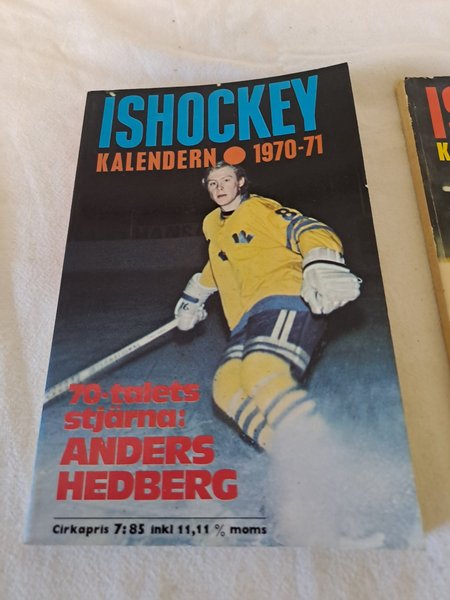 ISHOCKEY
KALENDERN • 1970-71
70-talets
stjärna:
ANDERS
HEDBERG
Cirkapris 7:85 inkl 11,11 % moms